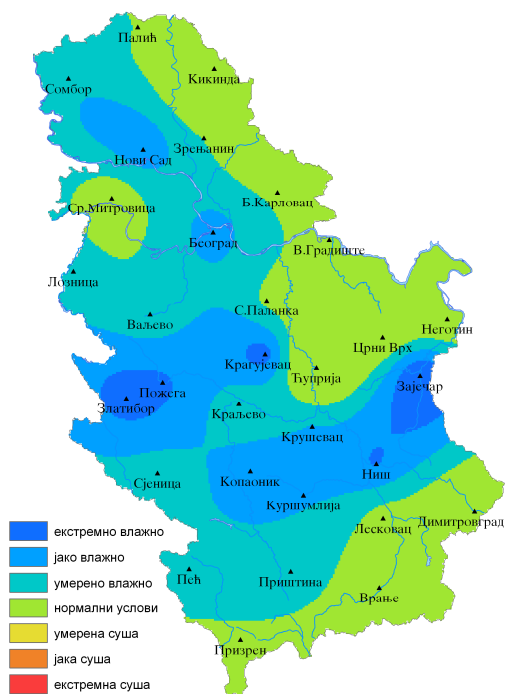 Палић
Кикинда
Сомбор
Зрењанин
Нови Сад
Б.Карловац
Ср.Митровица
Београд
В.Градиште
Лозница
С.Паланка
Ваљево
Неготин
Црни Врх
Крагујевац
Ћуприја
Зајечар
Пожега
Златибор
Краљево
Крушевац
Ниш
Сјеница
Копаоник
Куршумлија
Лесковац
Димитровград
Пећ
Приштина
Врање
Призрен
екстремно влажно
јако влажно
умерено влажно
нормални услови
умерена суша
јака суша
екстремна суша